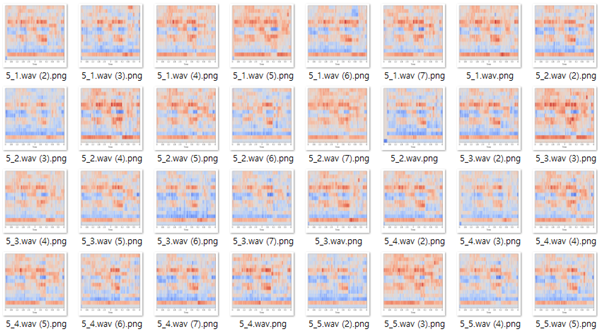 5_1.wav (2).png 5_1.wav (3).png 5_1.wav (4).png 5_1.wav (5).png 5_1.wav (6).png 5_1.wav (7).png 5_1.wav.png 5_2.wav (2).png
5_2.wav (3).png 5_2.wav (4).png 5_2.wav (5).png 5_2.wav (6).png 5_2.wav (7).png 5_2.wav.png 5_3.wav (2).png 5_3.wav (3).png
5_3.wav (4).png 5_3.wav (5).png 5_3.wav (6).png 5_3.wav (7).png 5_3.wav.png 5_4.wav (2).png 5_4.wav (3).png 5_4.wav (4).png
5_4.wav (5).png 5_4.wav (6).png 5_4.wav (7).png 5_4.wav.png 5_5.wav (2).png 5_5.wav (3).png 5_5.wav (4).png 5_5.wav (5).png